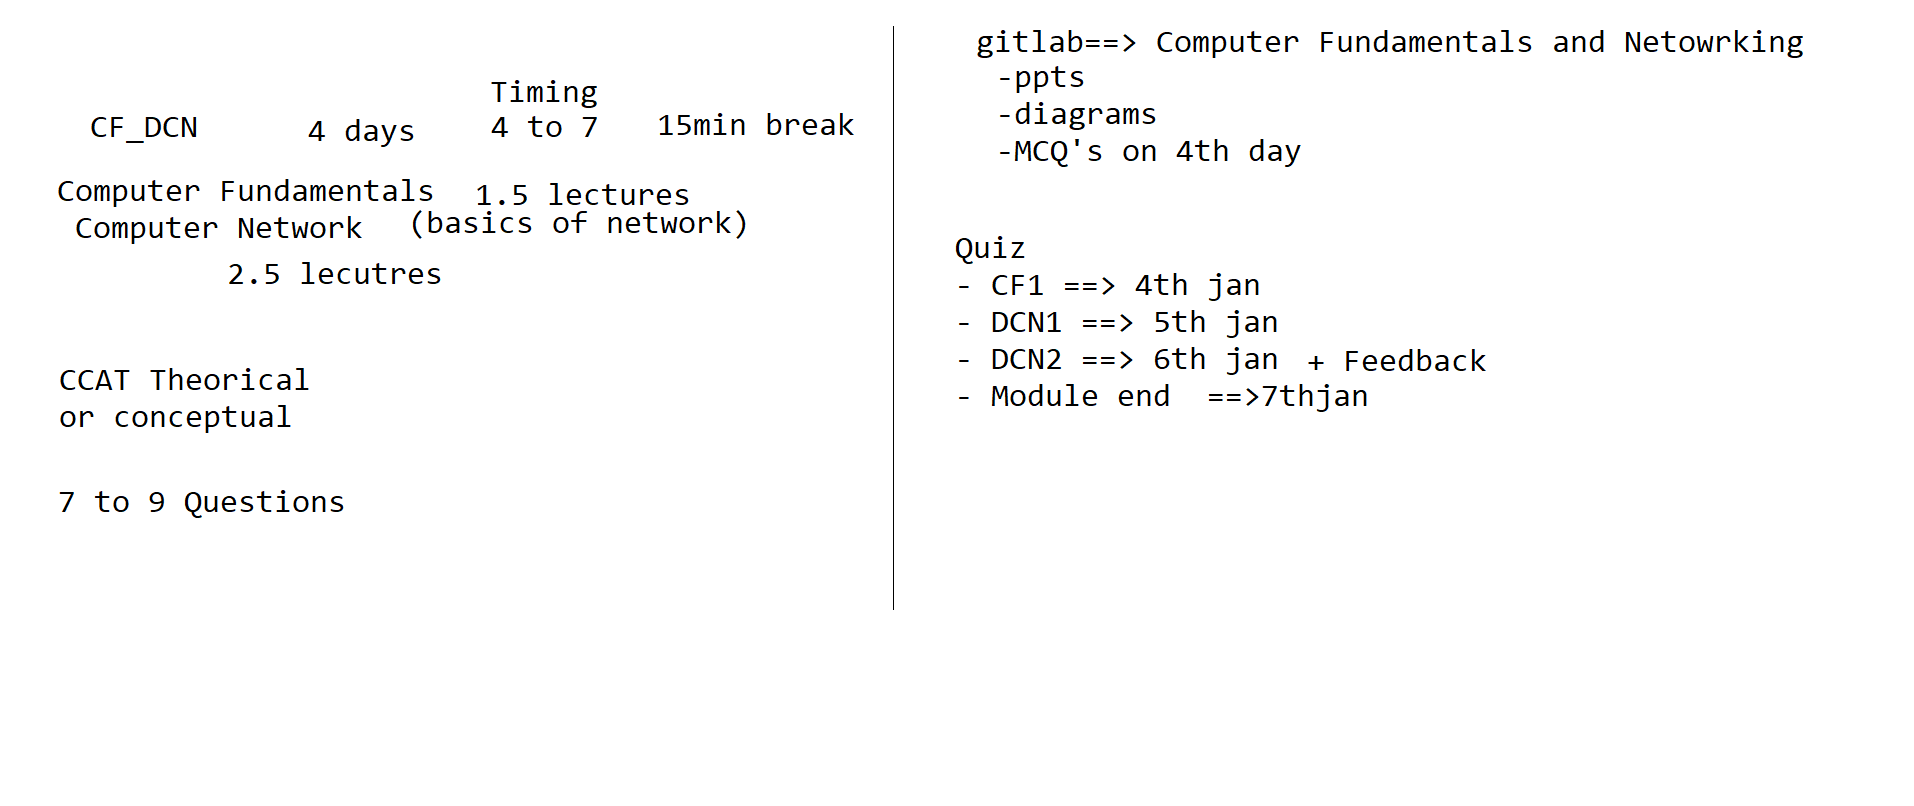 Timing
CF_DCN 4 days 4 to 7 15min break
Computer Fundamentals 1.5 lectures
Computer Network (basics of network)
2.5 lecutres
CCAT Theorical
or conceptual
7 to 9 Questions
gitlab==> Computer Fundamentals and Netowrking
-ppts
-diagrams
-MCQ's on 4th day
Quiz
- CF1 ==> 4th jan
- DCN1 ==> 5th jan
- DCN2 ==> 6th jan + Feedback
- Module end ==>7thjan